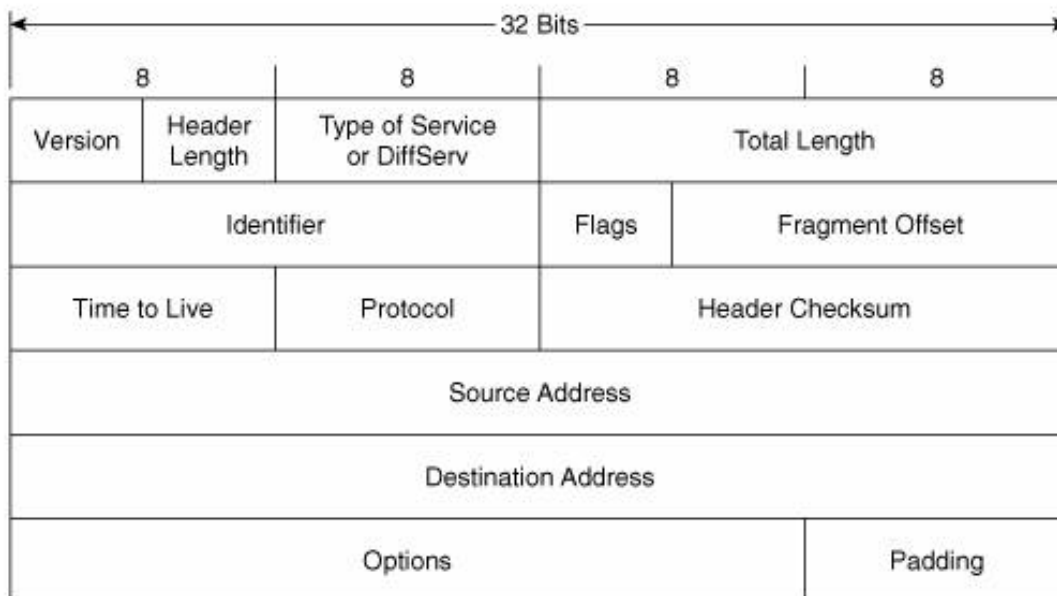 32 Bits
8 8 8 8
Version Header Length Type of Service or DiffServ Total Length
Identifier Flags Fragment Offset
Time to Live Protocol Header Checksum
Source Address
Destination Address
Options Padding